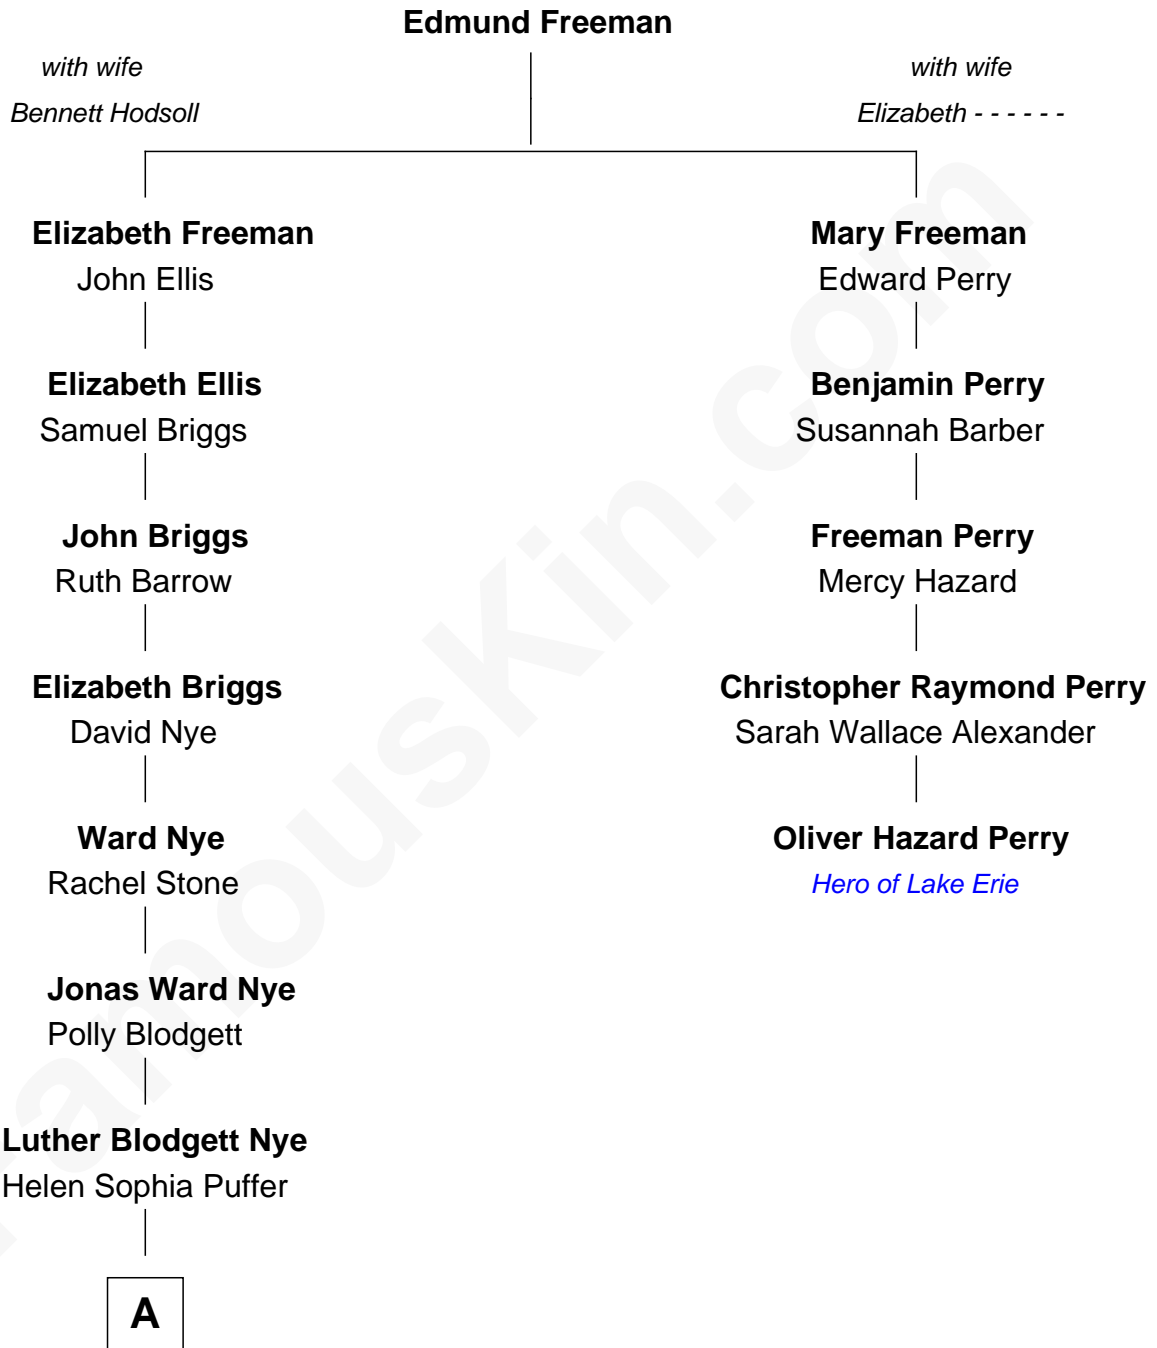 Edmund Freeman
with wife
Bennett Hodsoll
with wife
Elizabeth - - - - - -
Elizabeth Freeman
John Ellis
Mary Freeman
Edward Perry
Elizabeth Ellis
Samuel Briggs
Benjamin Perry
Susannah Barber
John Briggs
Ruth Barrow
Freeman Perry
Mercy Hazard
Elizabeth Briggs
David Nye
Christopher Raymond Perry
Sarah Wallace Alexander
Ward Nye
Rachel Stone
Oliver Hazard Perry
Hero of Lake Erie
Jonas Ward Nye
Polly Blodgett
Luther Blodgett Nye
Helen Sophia Puffer
A
FamousKin.com